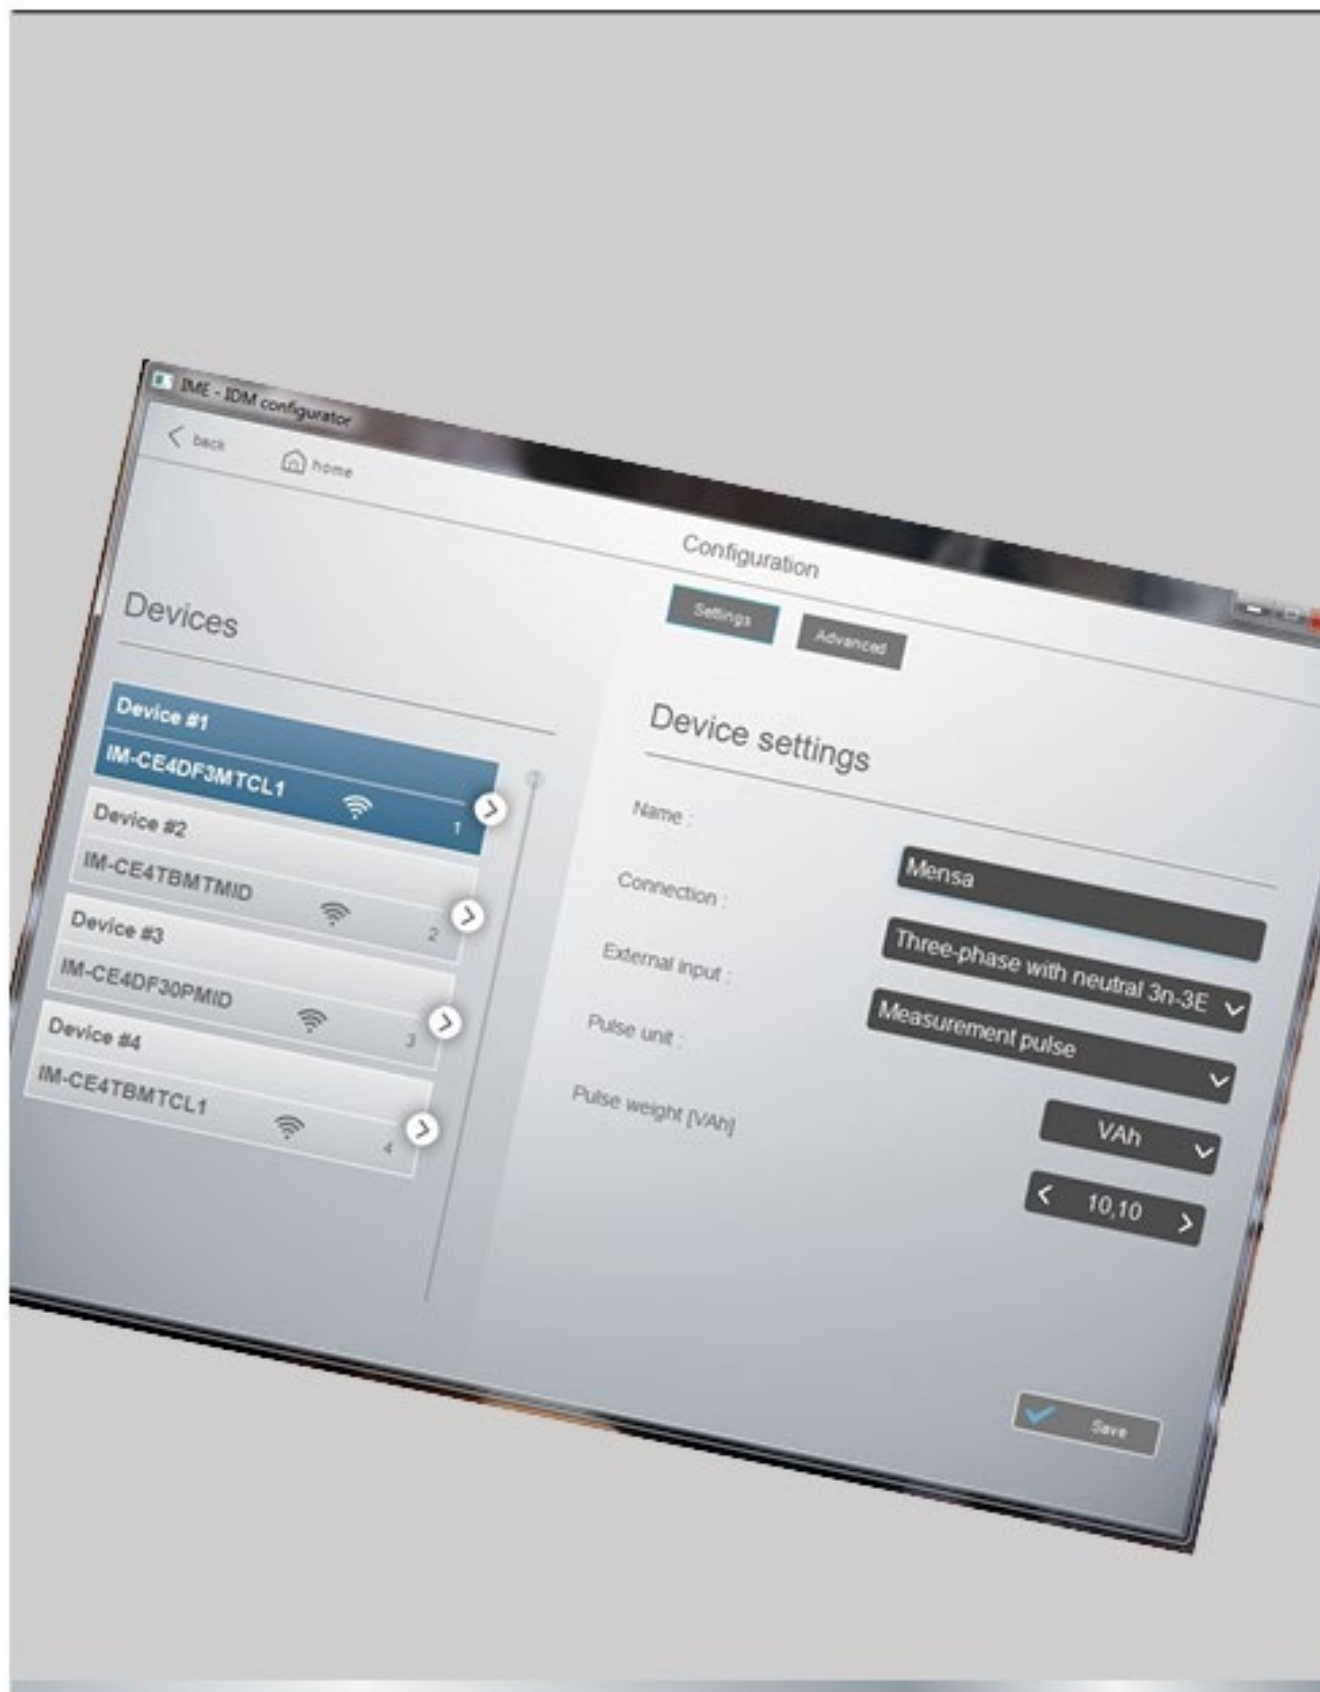 IME - IDM configurator
back
home
Configuration
Settings
Advanced
Devices
Device #1
IM-CE4DF3MTCL1
1
Device #2
IM-CE4TBMTMID
2
Device #3
IM-CE4DF30PMID
3
Device #4
IM-CE4TBMTCL1
4
Device settings
Name :
Mensa
Connection :
Three-phase with neutral 3n-3E
External input :
Measurement pulse
Pulse unit :
VAh
Pulse weight [VAh]
10,10
Save